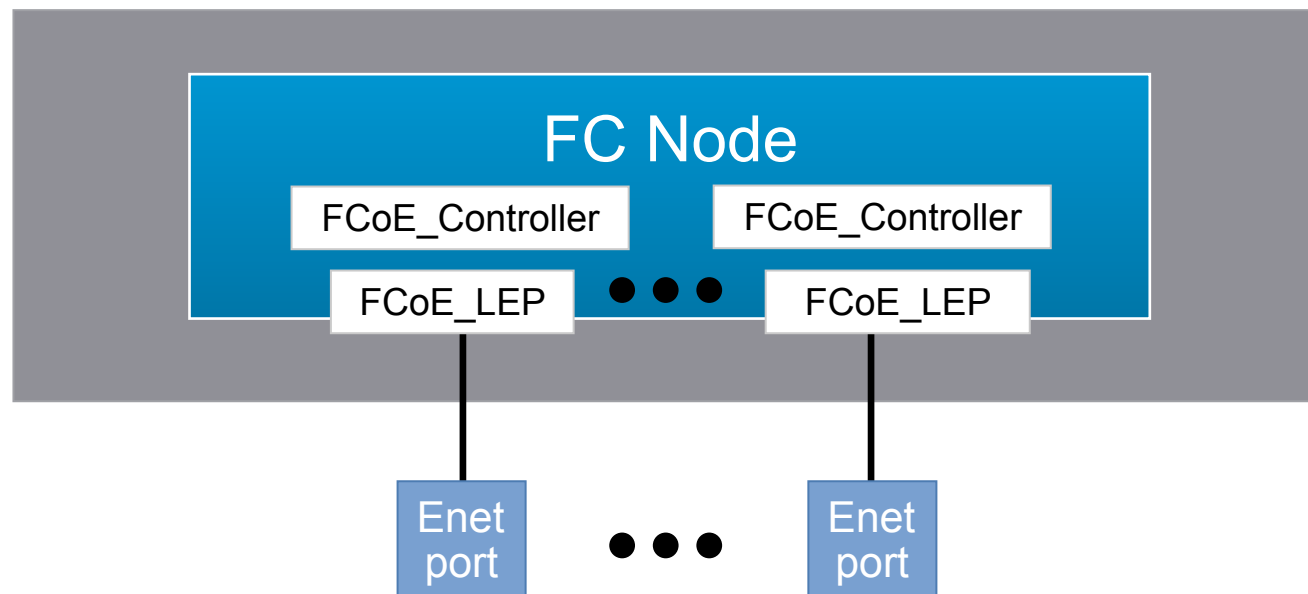 FC Node
FCoE_Controller
FCoE_Controller
FCoE_LEP
FCoE_LEP
Enet
port
Enet
port